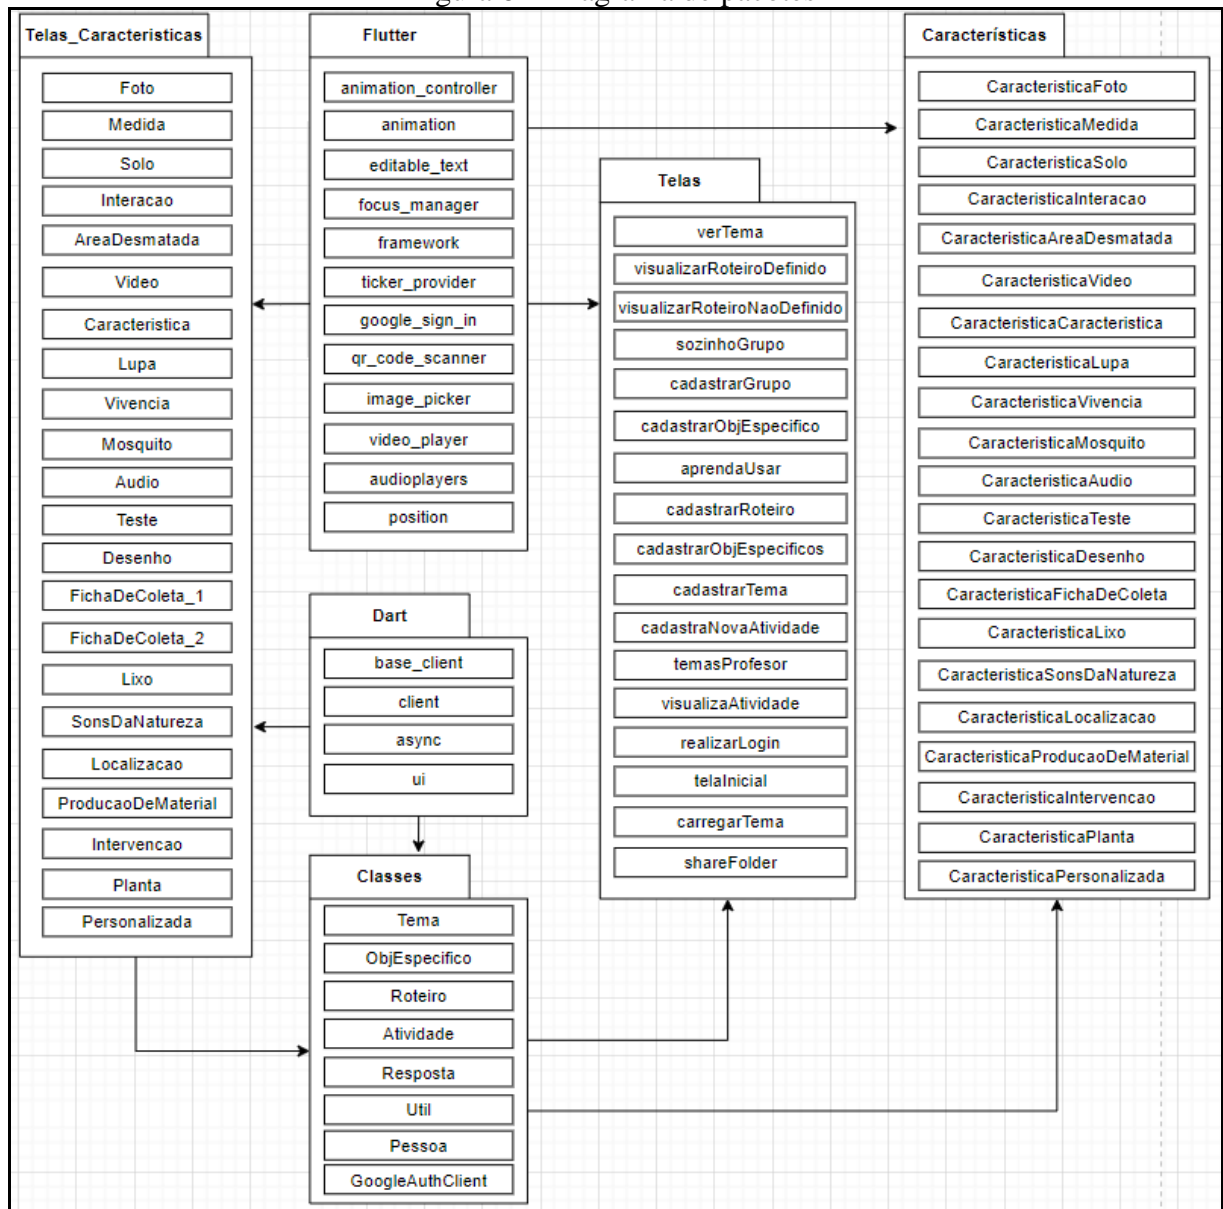 Telas_Caracteristicas
Foto
Medida
Solo
Interacao
AreaDesmatada
Video
Caracteristica
Lupa
Vivencia
Mosquito
Audio
Teste
Desenho
FichaDeColeta_1
FichaDeColeta_2
Lixo
SonsDaNatureza
Localizacao
ProducaoDeMaterial
Intervencao
Planta
Personalizada
Flutter
animation_controller
animation
editable_text
focus_manager
framework
ticker_provider
google_sign_in
qr_code_scanner
image_picker
video_player
audioplayers
position
Dart
base_client
client
async
ui
Classes
Tema
ObjEspecifico
Roteiro
Atividade
Resposta
Util
Pessoa
GoogleAuthClient
Telas
verTema
visualizarRoteiroDefinido
visualizarRoteiroNaoDefinido
sozinhoGrupo
cadastrarGrupo
cadastrarObjEspecifico
aprendaUsar
cadastrarRoteiro
cadastrarObjEspecificos
cadastrarTema
cadastraNovaAtividade
temasProfesor
visualizaAtividade
realizarLogin
telaInicial
carregarTema
shareFolder
Características
CaracteristicaFoto
CaracteristicaMedida
CaracteristicaSolo
CaracteristicaInteracao
CaracteristicaAreaDesmatada
CaracteristicaVideo
CaracteristicaCaracteristica
CaracteristicaLupa
CaracteristicaVivencia
CaracteristicaMosquito
CaracteristicaAudio
CaracteristicaTeste
CaracteristicaDesenho
CaracteristicaFichaDeColeta
CaracteristicaLixo
CaracteristicaSonsDaNatureza
CaracteristicaLocalizacao
CaracteristicaProducaoDeMaterial
CaracteristicaIntervencao
CaracteristicaPlanta
CaracteristicaPersonalizada